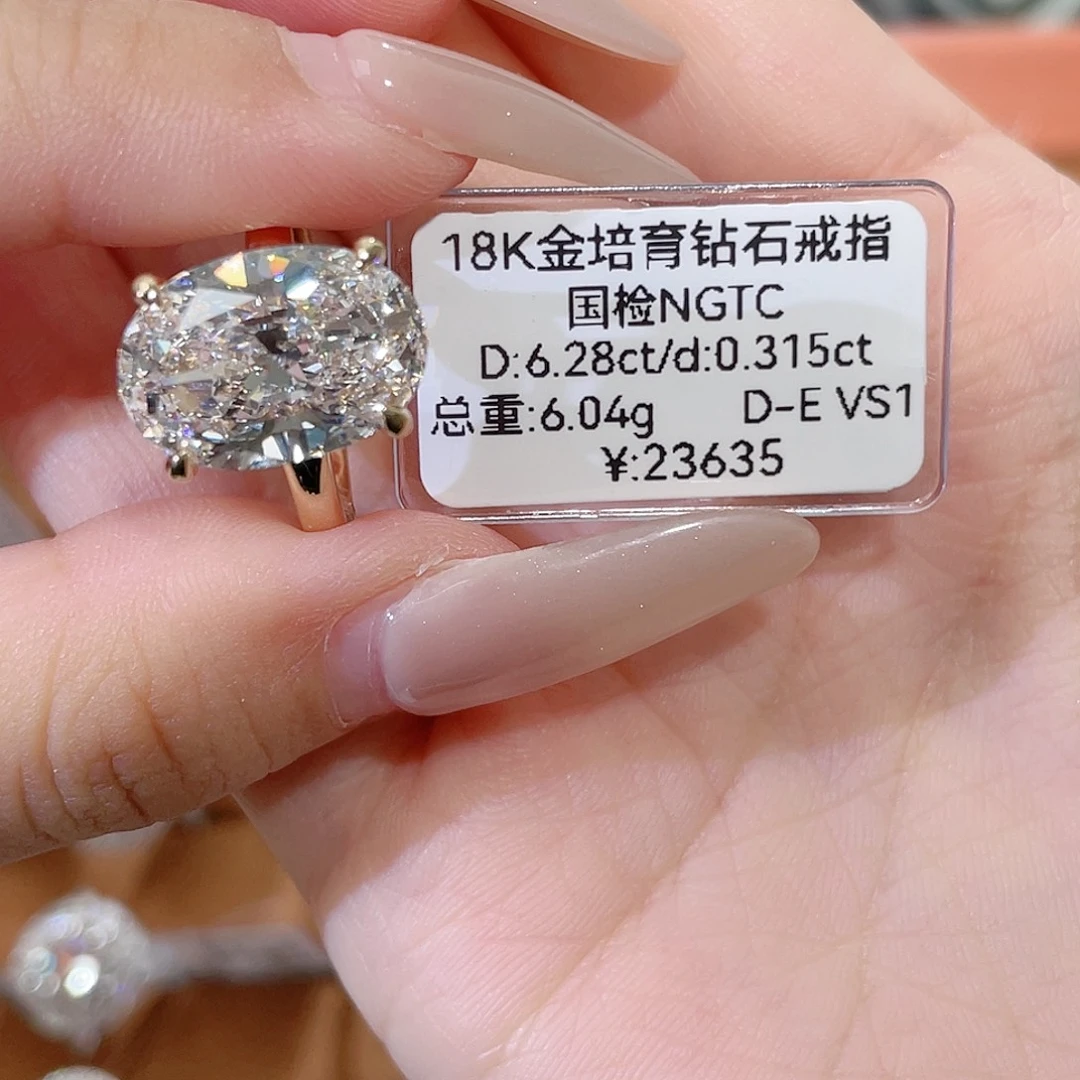 18K金培育钻石戒指
国检NGTC
D:6.28ct/d:0.315ct
总重:6.04g D-E VS1
¥:23635